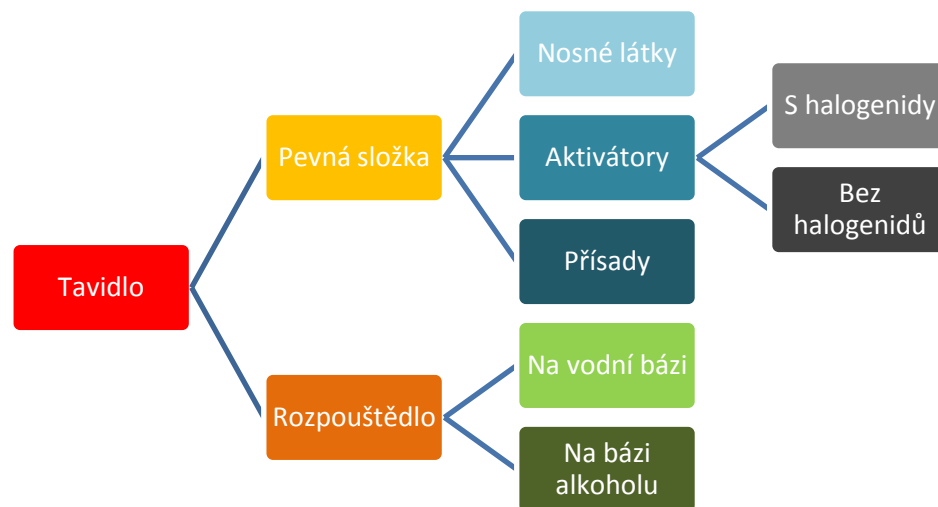 Nosné látky
S halogenidy
Pevná složka
Aktivátory
Bez
halogenidů
Přísady
Tavidlo
Na vodní bázi
Rozpouštědlo
Na bázi
alkoholu